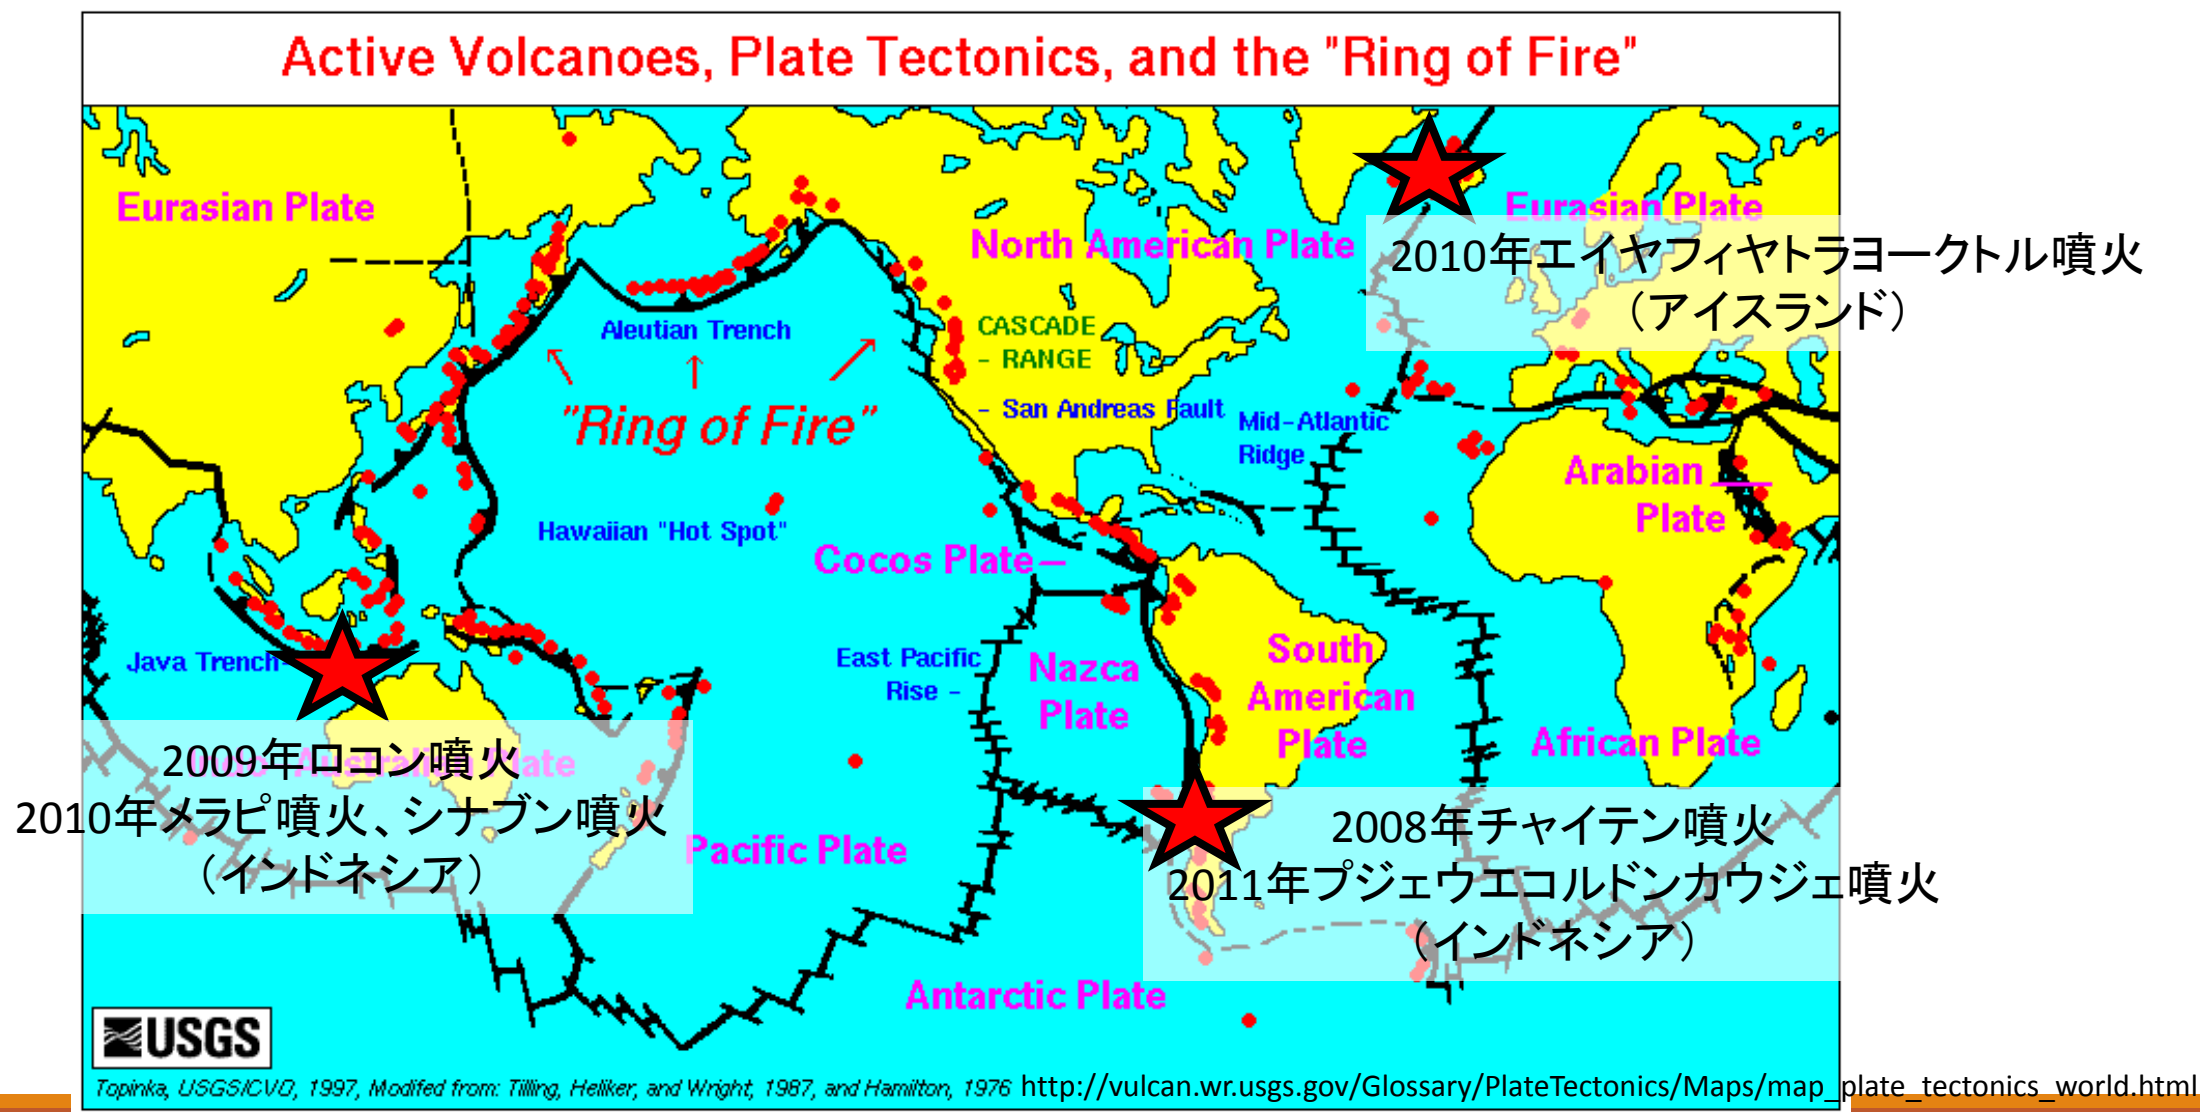 Active Volcanoes, Plate Tectonics, and the "Ring of Fire"
Eurasian Plate
Eurasian Plate
North American Plate
2010年エイヤフィヤトラヨークトル噴火
（アイスランド）
Aleutian Trench
CASCADE
- RANGE
"Ring of Fire"
- San Andreas Fault
Mid-Atlantic
Ridge
Arabian
Plate
Hawaiian "Hot Spot"
Cocos Plate
Java Trench
East Pacific
Rise -
Nazca
Plate
South
American
Plate
African Plate
Indo-Australian Plate
2009年ロコン噴火
2010年メラピ噴火、シナブン噴火
（インドネシア）
Pacific Plate
2008年チャイテン噴火
2011年プジェウエコルドンカウジェ噴火
（インドネシア）
Antarctic Plate
USGS
Topinka, USGS/CVO, 1997, Modifed from: Tilling, Heliker, and Wright, 1987, and Hamilton, 1976
http://vulcan.wr.usgs.gov/Glossary/PlateTectonics/Maps/map_plate_tectonics_world.html